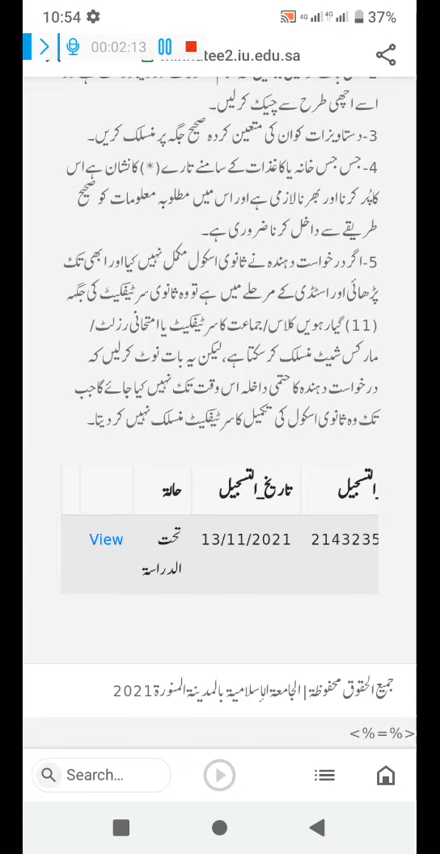 10:54 37%
00:02:13
tee2.iu.edu.sa
اسے اچھی طرح سے چیک کرلیں۔
3-دستاویزات کو ان کی متعین کردہ صحیح جگہ پر منسلک کریں۔
4-جس جس خانہ یا کاغذات کے سامنے تارے (*) کا نشان ہے اس
کا پُر کرنا اور بھرنا لازمی ہے اور اس میں مطلوبہ معلومات کو صحیح
طریقے سے داخل کرنا ضروری ہے۔
5-اگر درخواست دہندہ نے ثانوی اسکول مکمل نہیں کیا اور ابھی تک
پڑھائی اور اسٹڈی کے مرحلے میں ہے تو وہ ثانوی سرٹیفکیٹ کی جگہ
(11) گیارہویں کلاس/جماعت کا سرٹیفکیٹ یا امتحانی رزلٹ/
مارکس شیٹ منسلک کر سکتا ہے، لیکن یہ بات نوٹ کرلیں کہ
درخواست دہندہ کا حتمی داخلہ اس وقت تک نہیں کیا جائے گا جب
تک وہ ثانوی اسکول کی تکمیل کا سرٹیفکیٹ منسلک نہیں کر دیتا۔
التسجيل تاريخ_التسجيل حالة
2143235 13/11/2021 تحت الدراسة View
جميع الحقوق محفوظة | الجامعة الإسلامية بالمدينة المنورة 2021
<%=%>
Search...